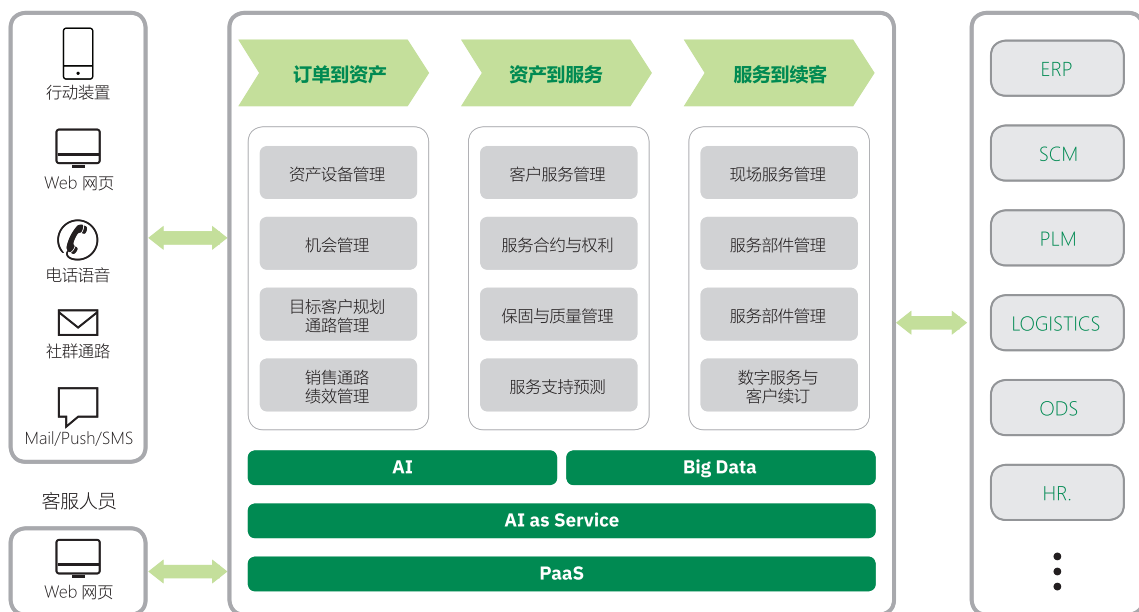 行动装置
Web 网页
电话语音
社群通路
Mail/Push/SMS
客服人员
Web 网页
订单到资产
资产设备管理
机会管理
目标客户规划
通路管理
销售通路
绩效管理
资产到服务
客户服务管理
服务合约与权利
保固与质量管理
服务支持预测
服务到续客
现场服务管理
服务部件管理
服务部件管理
数字服务与
客户续订
AI
Big Data
AI as Service
PaaS
ERP
SCM
PLM
LOGISTICS
ODS
HR.